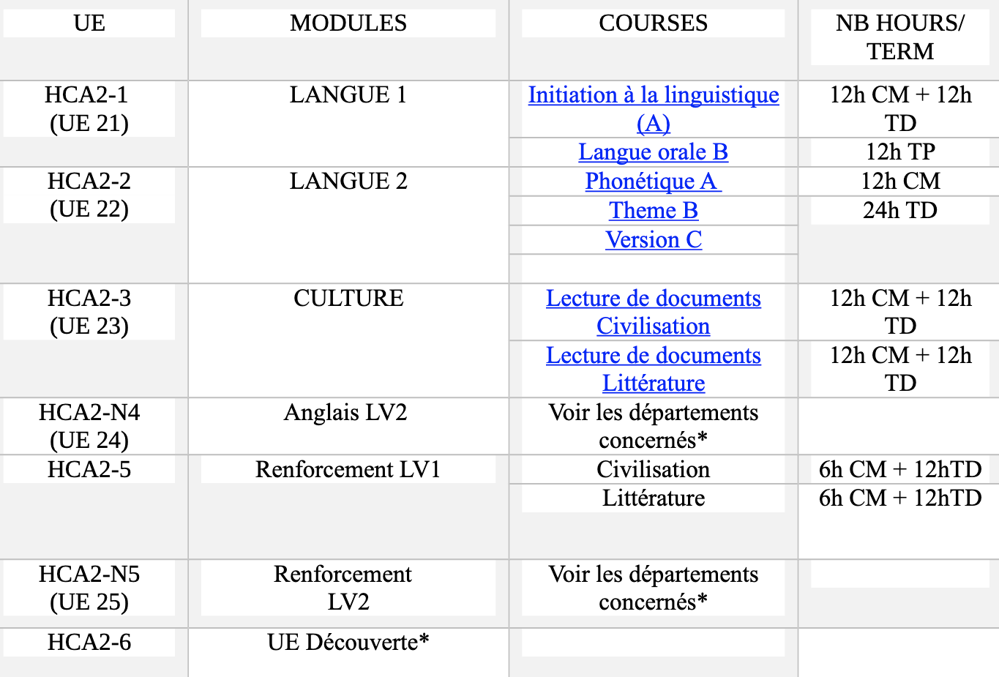 UE MODULES COURSES NB HOURS/
TERM
HCA2-1 LANGUE 1 Initiation à la linguistique 12h CM + 12h
(UE 21) (A) TD
Langue orale B 12h TP
HCA2-2 LANGUE 2 Phonétique A 12h CM
(UE 22) Theme B 24h TD
Version C
HCA2-3 CULTURE Lecture de documents 12h CM + 12h
(UE 23) Civilisation TD
Lecture de documents 12h CM + 12h
Littérature TD
HCA2-N4 Anglais LV2 Voir les départements
(UE 24) concernés*
HCA2-5 Renforcement LV1 Civilisation 6h CM + 12hTD
Littérature 6h CM + 12hTD
HCA2-N5 Renforcement Voir les départements
(UE 25) LV2 concernés*
HCA2-6 UE Découverte*